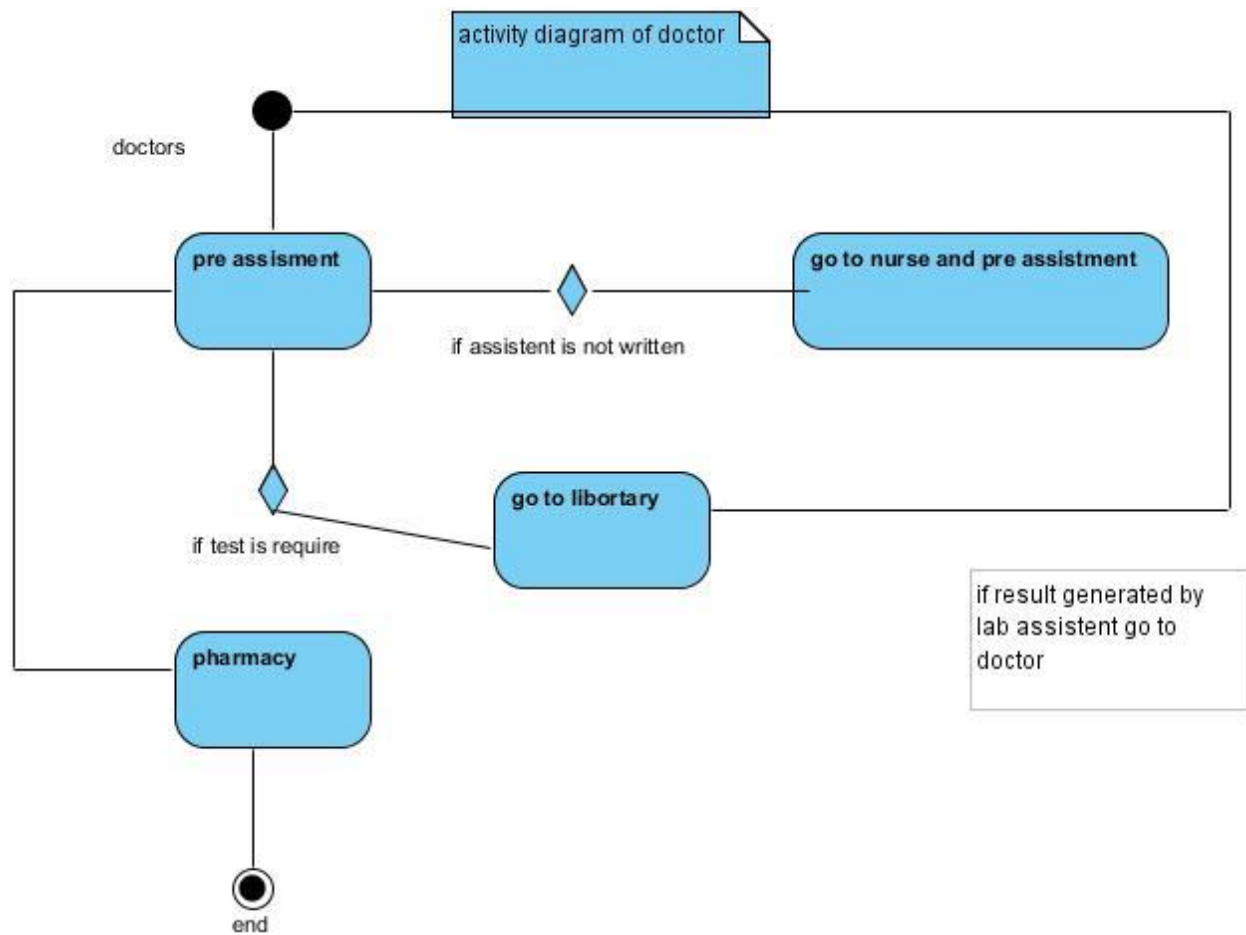 activity diagram of doctor
doctors
pre assisment
go to nurse and pre assistment
if assistent is not written
go to libortary
if test is require
if result generated by
lab assistent go to
doctor
pharmacy
end